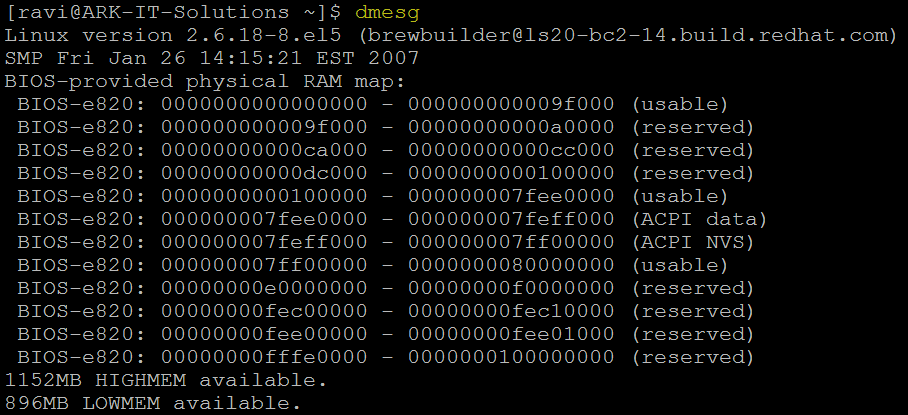 [ravi@ARK-IT-Solutions ~]$ dmesg
Linux version 2.6.18-8.el5 (brewbuilder@ls20-bc2-14.build.redhat.com)
SMP Fri Jan 26 14:15:21 EST 2007
BIOS-provided physical RAM map:
 BIOS-e820: 0000000000000000 - 000000000009f000 (usable)
 BIOS-e820: 000000000009f000 - 00000000000a0000 (reserved)
 BIOS-e820: 00000000000ca000 - 00000000000cc000 (reserved)
 BIOS-e820: 00000000000dc000 - 0000000000100000 (reserved)
 BIOS-e820: 0000000000100000 - 000000007fee0000 (usable)
 BIOS-e820: 000000007fee0000 - 000000007feff000 (ACPI data)
 BIOS-e820: 000000007feff000 - 000000007ff00000 (ACPI NVS)
 BIOS-e820: 000000007ff00000 - 0000000080000000 (usable)
 BIOS-e820: 00000000e0000000 - 00000000f0000000 (reserved)
 BIOS-e820: 00000000fec00000 - 00000000fec10000 (reserved)
 BIOS-e820: 00000000fee00000 - 00000000fee01000 (reserved)
 BIOS-e820: 00000000fffe0000 - 0000000100000000 (reserved)
1152MB HIGHMEM available.
896MB LOWMEM available.